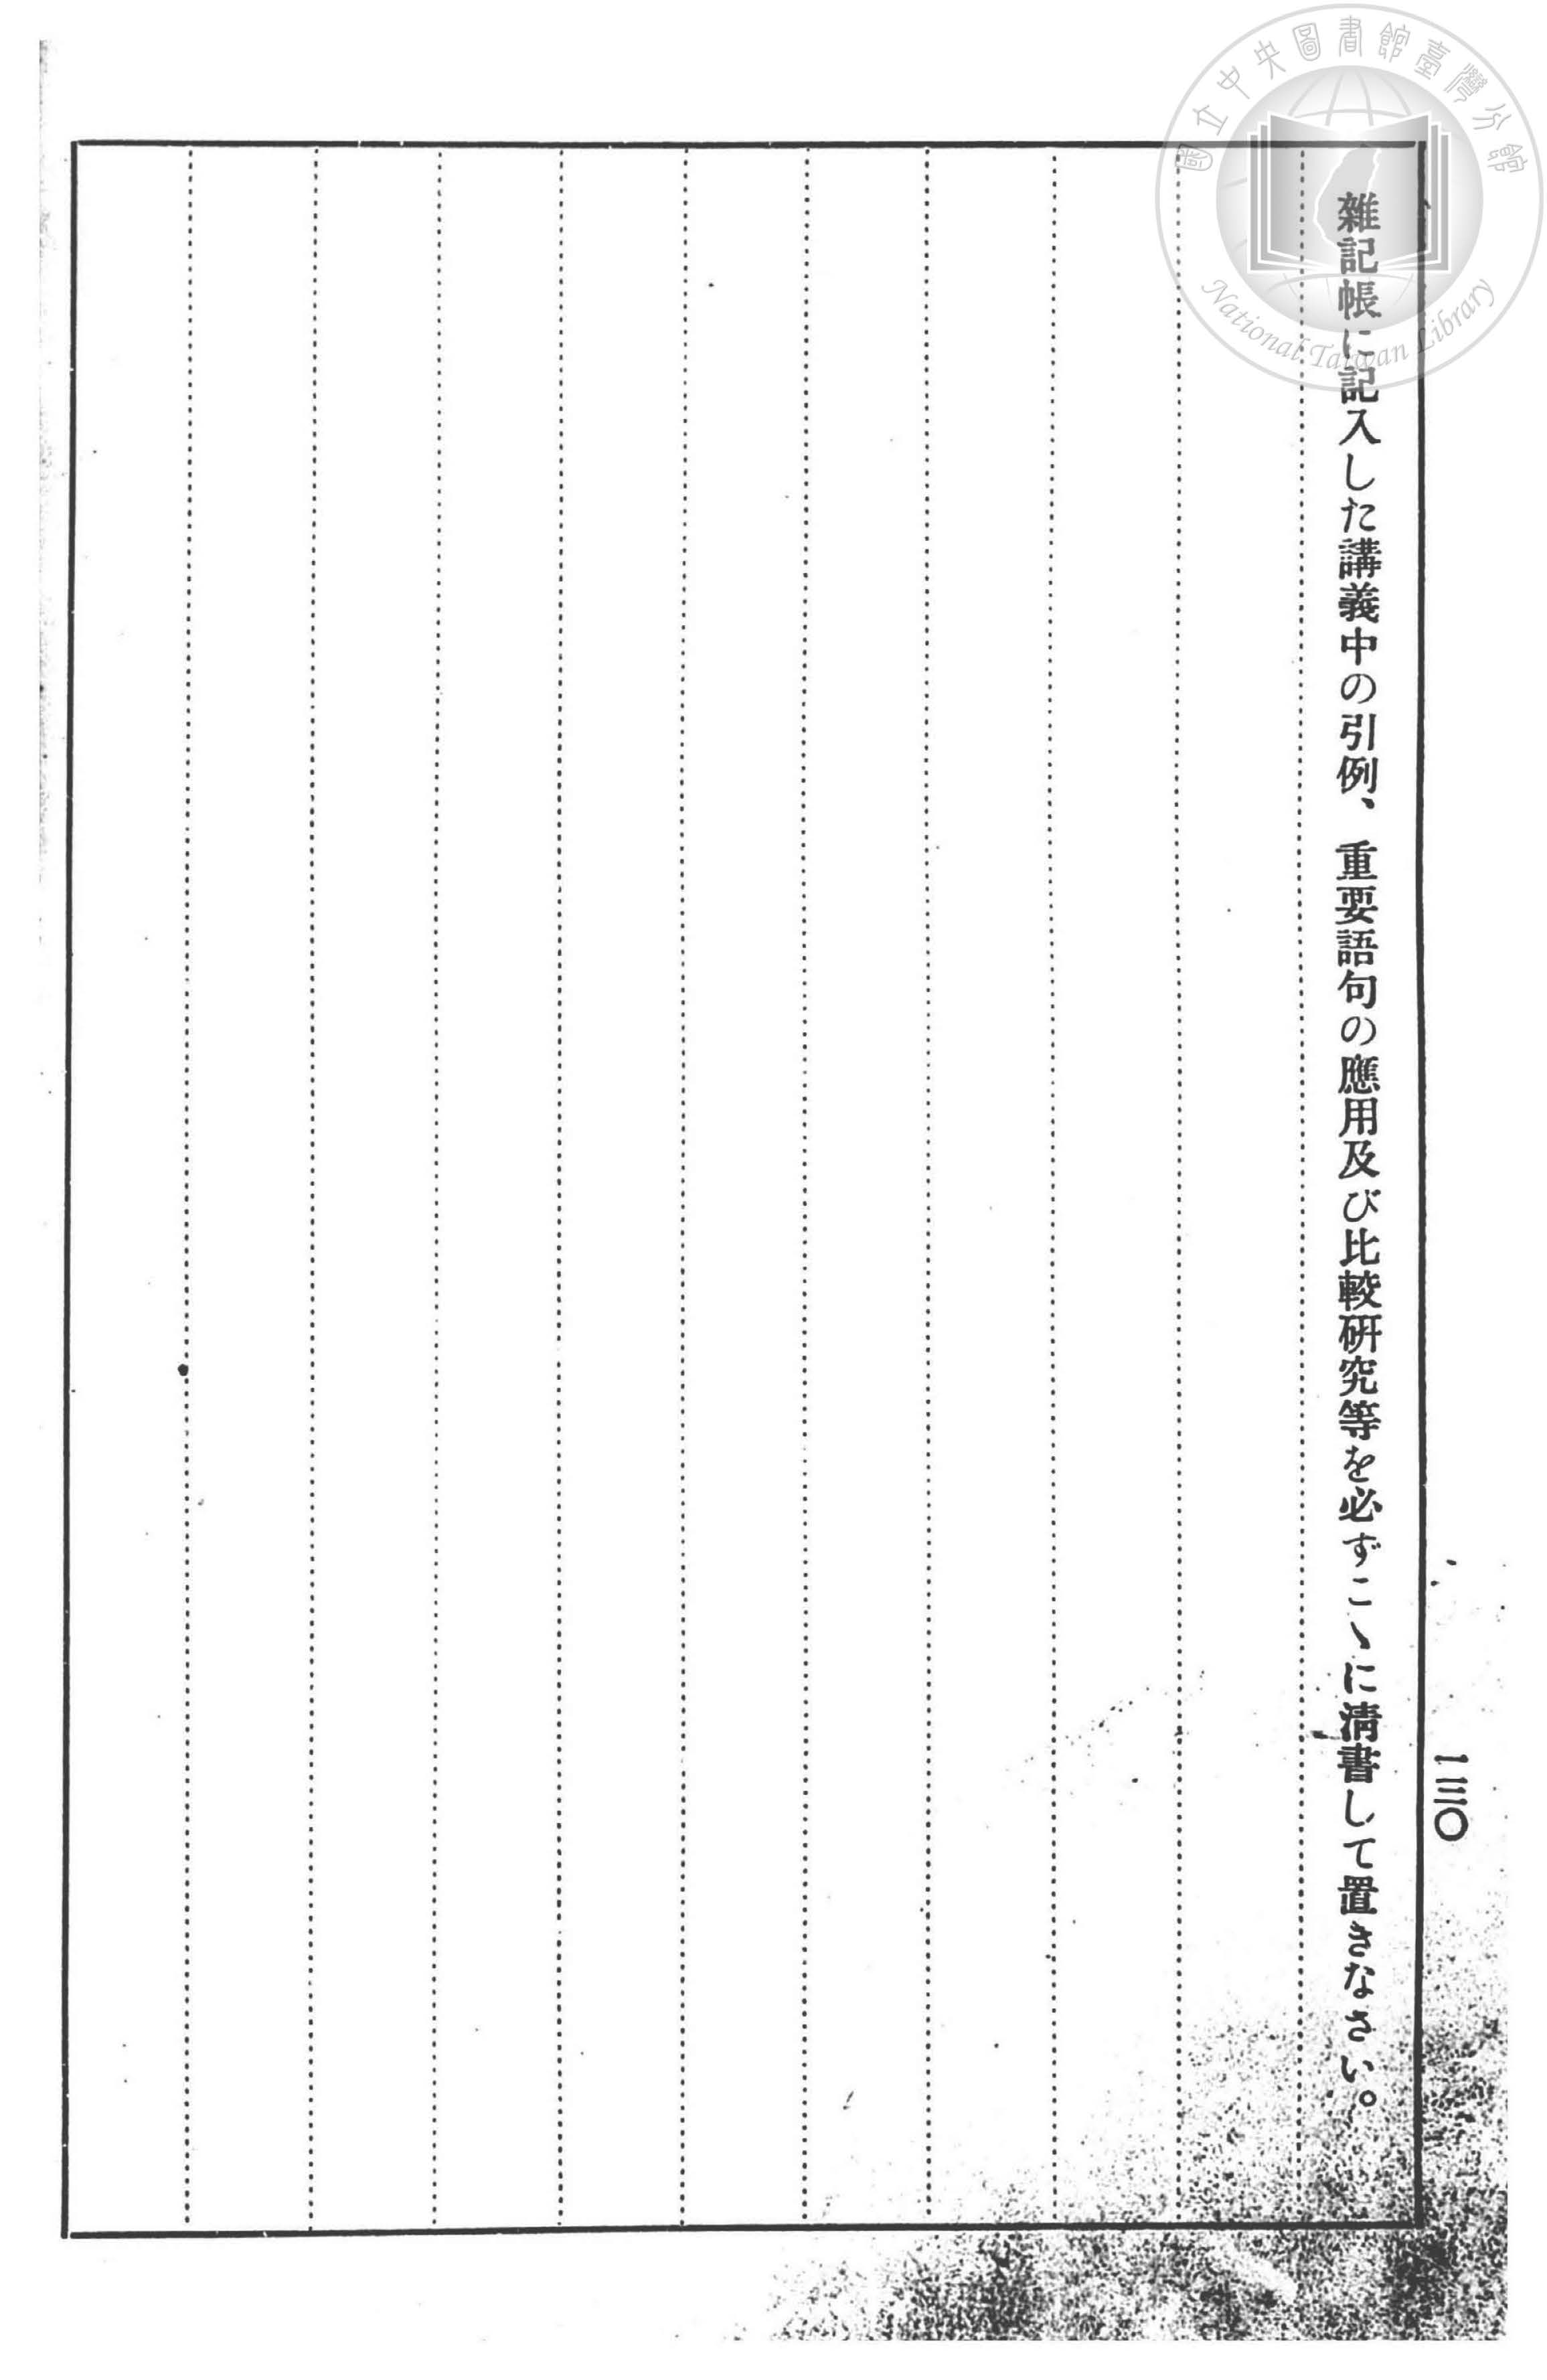 國立中央圖書館臺灣分館
National Taiwan Library
一三〇
雜記帳に記入した講義中の引例、重要語句の應用及び比較研究等を必ずこゝに淸書して置きなさい。